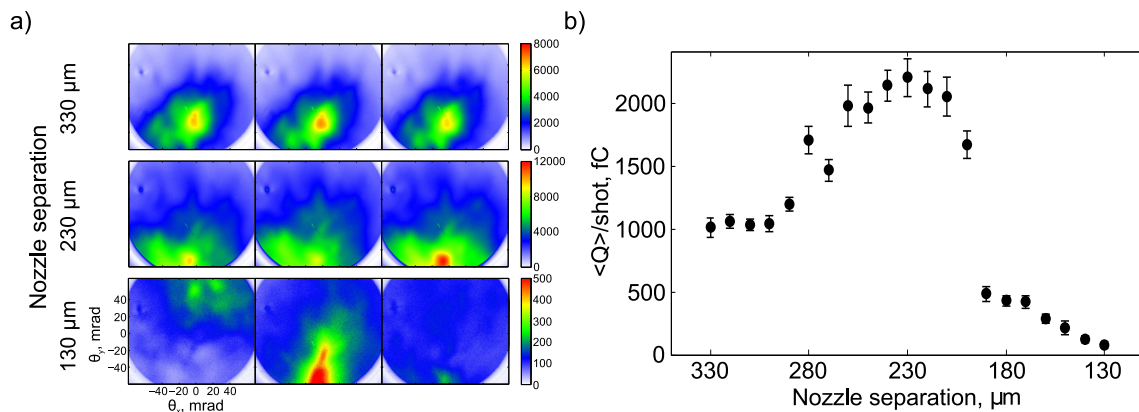 a)
Nozzle separation
330 μm
8000
6000
4000
2000
0
230 μm
12000
8000
4000
0
130 μm
500
400
300
200
100
0
θy, mrad
40
20
0
−20
−40
−40 −20 0 20 40
θx, mrad
b)
<Q>/shot, fC
2000
1500
1000
500
0
330 280 230 180 130
Nozzle separation, μm